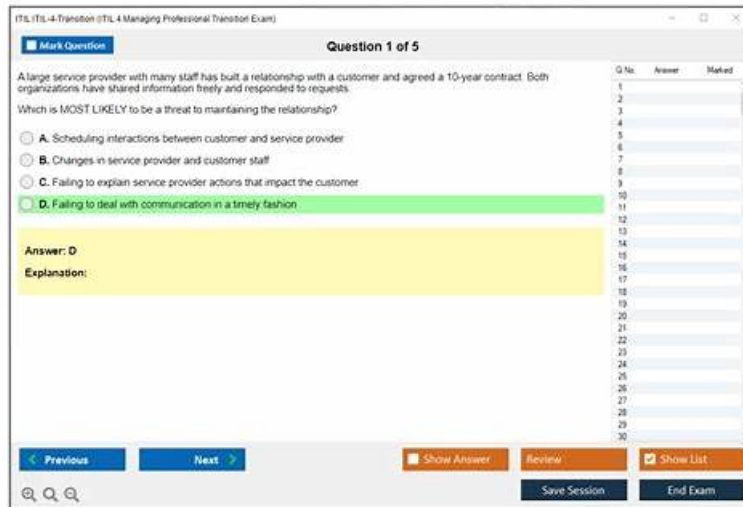 ITIL ITIL-4-Transition (ITIL 4 Managing Professional Transition Exam)
Mark Question
Question 1 of 5
A large service provider with many staff has built a relationship with a customer and agreed a 10-year contract. Both
organizations have shared information freely and responded to requests.
Which is MOST LIKELY to be a threat to maintaining the relationship?
A. Scheduling interactions between customer and service provider
B. Changes in service provider and customer staff
C. Failing to explain service provider actions that impact the customer
D. Failing to deal with communication in a timely fashion
Answer: D
Explanation:
Q.No. Answer Marked
1
2
3
4
5
6
7
8
9
10
11
12
13
14
15
16
17
18
19
20
21
22
23
24
25
26
27
28
29
30
Previous
Next
Show Answer
Review
Show List
Save Session
End Exam